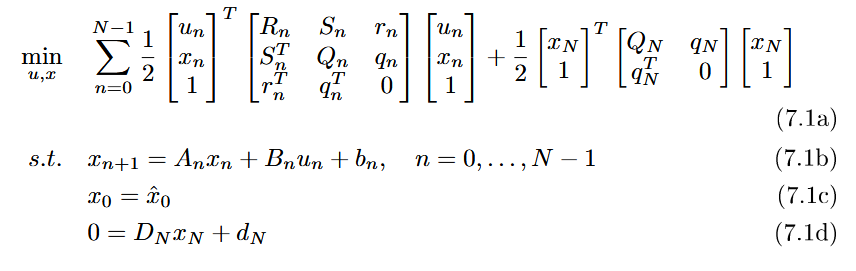 \min_{u,x} \sum_{n=0}^{N-1} \frac{1}{2} \begin{bmatrix} u_n \\ x_n \\ 1 \end{bmatrix}^T \begin{bmatrix} R_n & S_n & r_n \\ S_n^T & Q_n & q_n \\ r_n^T & q_n^T & 0 \end{bmatrix} \begin{bmatrix} u_n \\ x_n \\ 1 \end{bmatrix} + \frac{1}{2} \begin{bmatrix} x_N \\ 1 \end{bmatrix}^T \begin{bmatrix} Q_N & q_N \\ q_N^T & 0 \end{bmatrix} \begin{bmatrix} x_N \\ 1 \end{bmatrix}
(7.1a)
s.t. x_{n+1} = A_n x_n + B_n u_n + b_n, \quad n = 0, \ldots, N-1 (7.1b)
x_0 = \hat{x}_0 (7.1c)
0 = D_N x_N + d_N (7.1d)